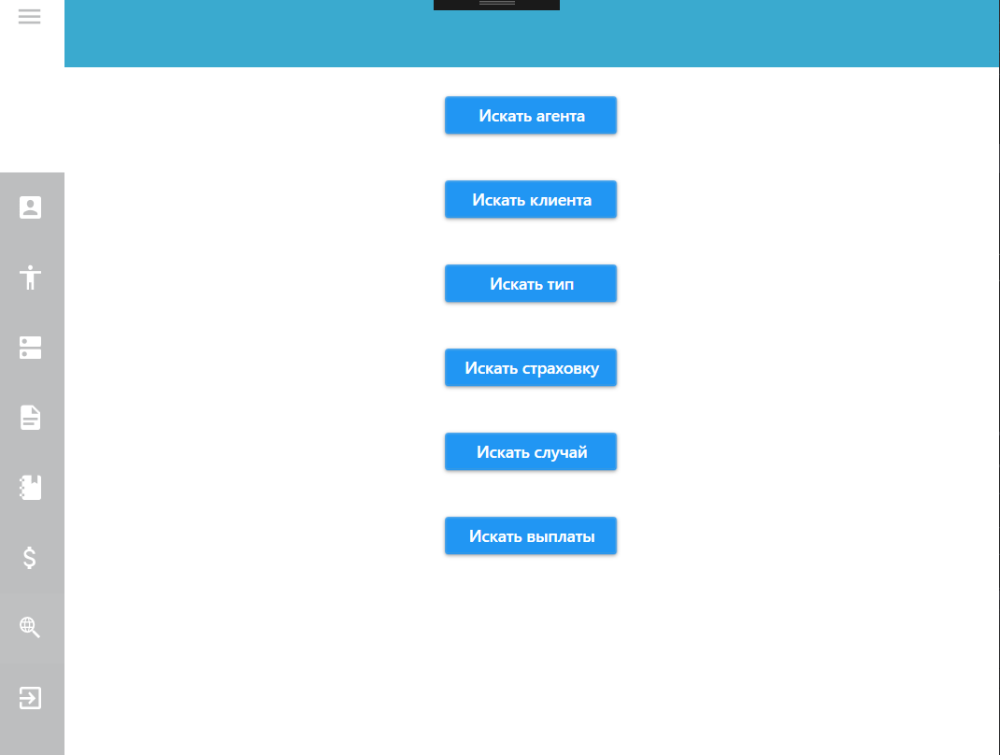 Искать агента
Искать клиента
Искать тип
Искать страховку
Искать случай
Искать выплаты